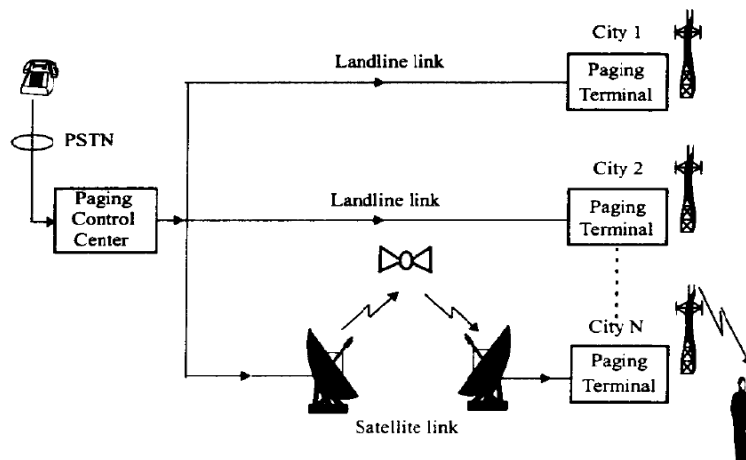 City 1
Landline link
Paging
Terminal
PSTN
City 2
Paging
Control
Center
Landline link
Paging
Terminal
City N
Paging
Terminal
Satellite link